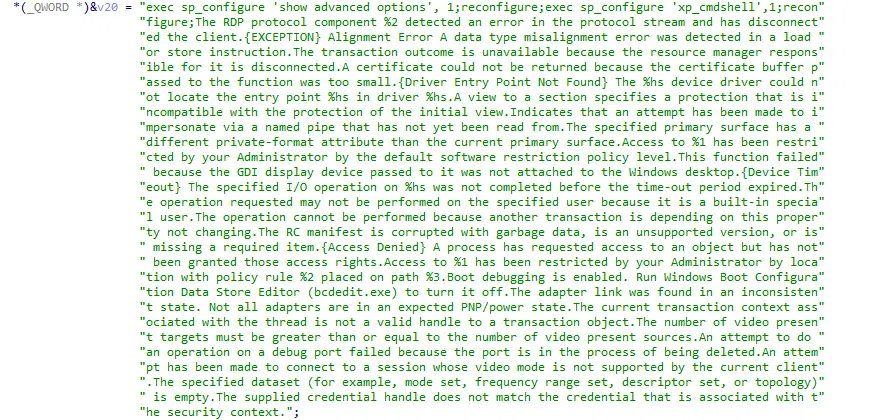 *(_QWORD *)&v20 = "exec sp_configure 'show advanced options', 1;reconfigure;exec sp_configure 'xp_cmdshell',1;recon"
"figure;The RDP protocol component %2 detected an error in the protocol stream and has disconnect"
"ed the client.{EXCEPTION} Alignment Error A data type misalignment error was detected in a load "
"or store instruction.The transaction outcome is unavailable because the resource manager respons"
"ible for it is disconnected.A certificate could not be returned because the certificate buffer p"
"assed to the function was too small.{Driver Entry Point Not Found} The %hs device driver could n"
"ot locate the entry point %hs in driver %hs.A view to a section specifies a protection that is i"
"ncompatible with the protection of the initial view.Indicates that an attempt has been made to i"
"mpersonate via a named pipe that has not yet been read from.The specified primary surface has a "
"different private-format attribute than the current primary surface.Access to %1 has been restri"
"cted by your Administrator by the default software restriction policy level.This function failed"
" because the GDI display device passed to it was not attached to the Windows desktop.{Device Tim"
"eout} The specified I/O operation on %hs was not completed before the time-out period expired.Th"
"e operation requested may not be performed on the specified user because it is a built-in specia"
"l user.The operation cannot be performed because another transaction is depending on this proper"
"ty not changing.The RC manifest is corrupted with garbage data, is an unsupported version, or is"
" missing a required item.{Access Denied} A process has requested access to an object but has not"
" been granted those access rights.Access to %1 has been restricted by your Administrator by loca"
"tion with policy rule %2 placed on path %3.Boot debugging is enabled. Run Windows Boot Configura"
"tion Data Store Editor (bcdedit.exe) to turn it off.The adapter link was found in an inconsisten"
"t state. Not all adapters are in an expected PNP/power state.The current transaction context ass"
"ociated with the thread is not a valid handle to a transaction object.The number of video presen"
"t targets must be greater than or equal to the number of video present sources.An attempt to do "
"an operation on a debug port failed because the port is in the process of being deleted.An attem"
"pt has been made to connect to a session whose video mode is not supported by the current client"
".The specified dataset (for example, mode set, frequency range set, descriptor set, or topology)"
" is empty.The supplied credential handle does not match the credential that is associated with t"
"he security context.";